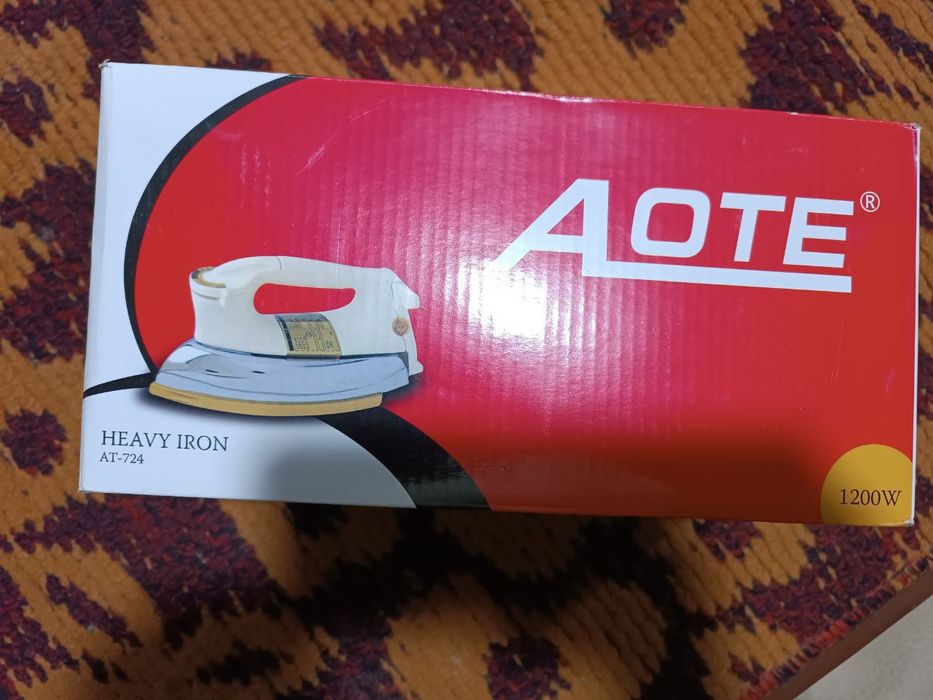 AOTE®
HEAVY IRON
AT-724
1200W